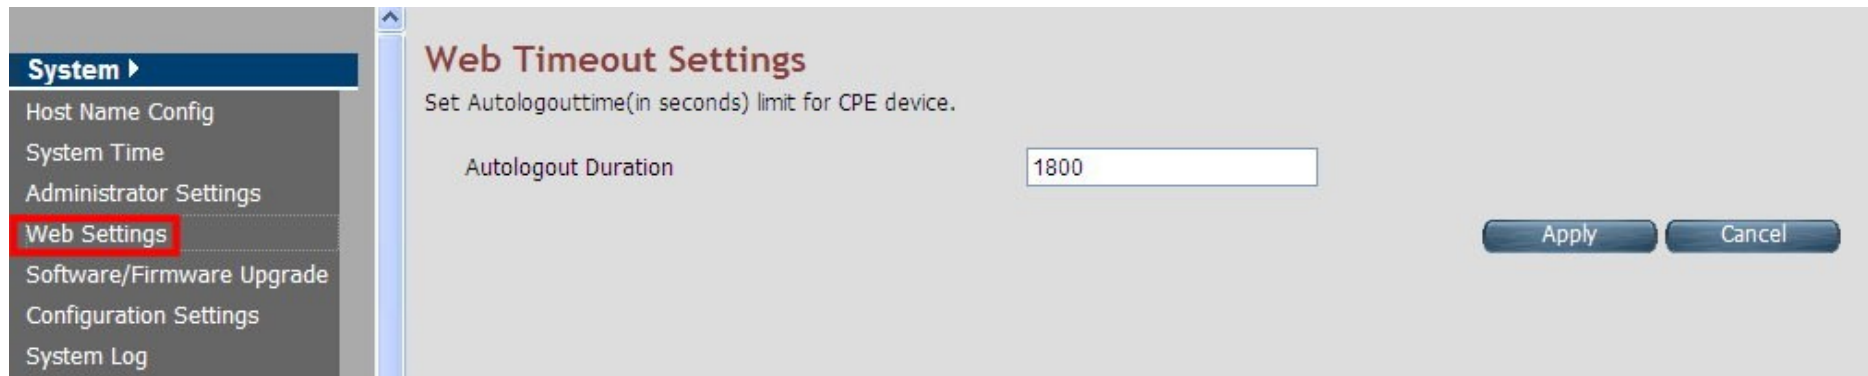 System
Host Name Config
System Time
Administrator Settings
Web Settings
Software/Firmware Upgrade
Configuration Settings
System Log
Web Timeout Settings
Set Autologouttime(in seconds) limit for CPE device.
Autologout Duration 1800
Apply Cancel